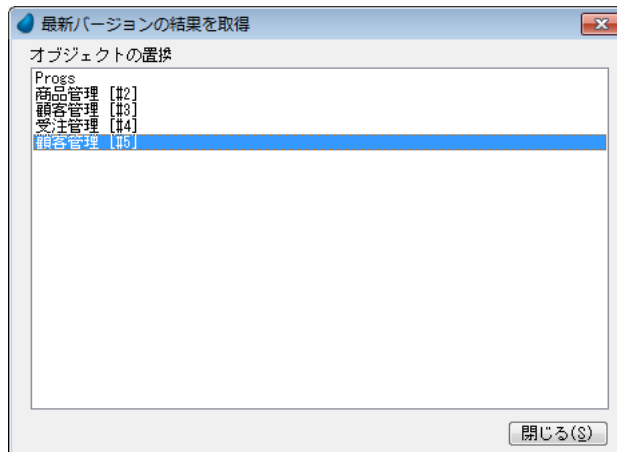 最新バージョンの結果を取得
オブジェクトの置換
Progs
商品管理 [#2]
顧客管理 [#3]
受注管理 [#4]
顧客管理 [#5]
閉じる(S)